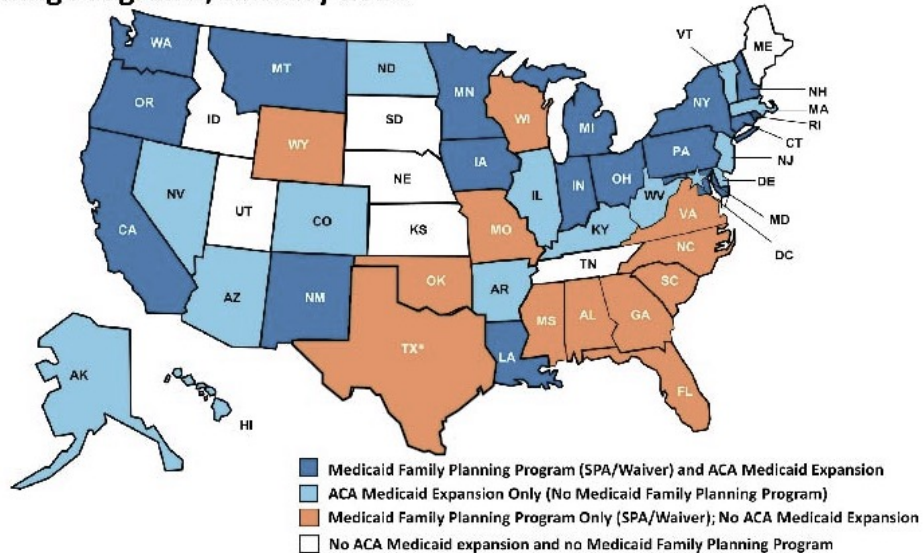 WA
MT
ND
MN
VT
ME
OR
ID
SD
WI
MI
NY
NH
MA
RI
CT
WY
NE
IA
PA
NJ
NV
UT
CO
IL
IN
OH
WV
DE
MD
DC
CA
KS
MO
KY
VA
AZ
NM
OK
AR
TN
NC
SC
TX*
LA
MS
AL
GA
FL
AK
HI
Medicaid Family Planning Program (SPA/Waiver) and ACA Medicaid Expansion
ACA Medicaid Expansion Only (No Medicaid Family Planning Program)
Medicaid Family Planning Program Only (SPA/Waiver); No ACA Medicaid Expansion
No ACA Medicaid expansion and no Medicaid Family Planning Program